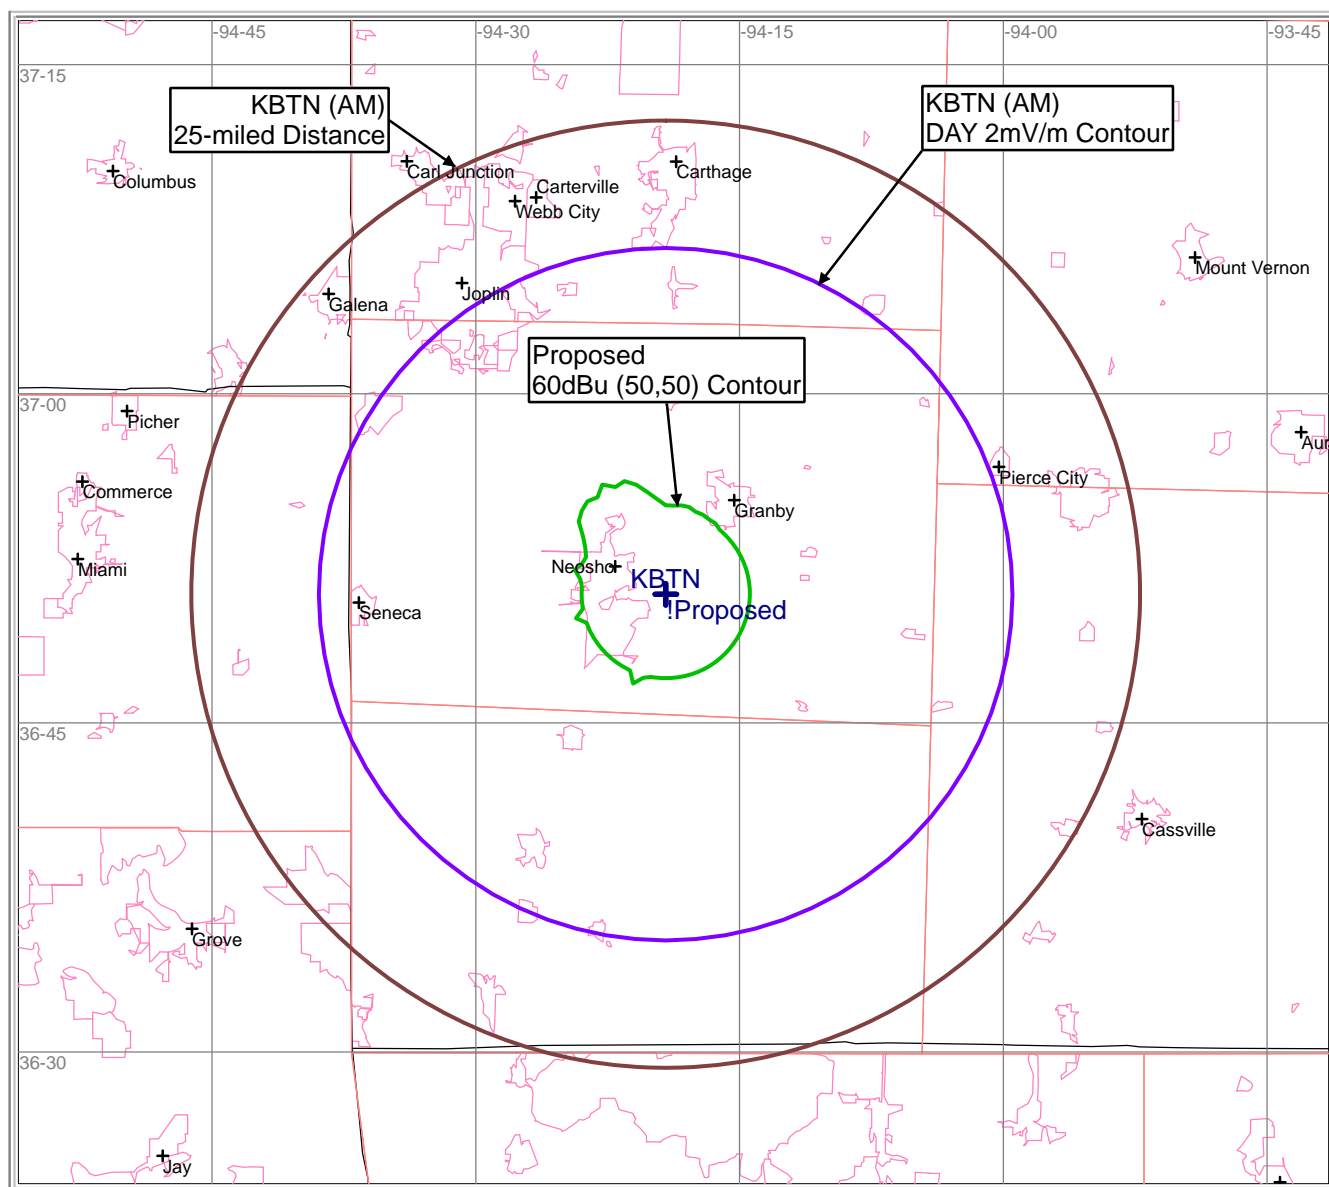 -94-45
-94-30
-94-15
-94-00
-93-45
37-15
KBTN (AM)
25-miled Distance
KBTN (AM)
DAY 2mV/m Contour
Columbus
Carl Junction
Carterville
Webb City
Carthage
Mount Vernon
Galena
Joplin
Proposed
60dBu (50,50) Contour
37-00
Picher
Aur
Commerce
Pierce City
Granby
Miami
Neosho
KBTN
!Proposed
Seneca
36-45
Cassville
Grove
36-30
Jay